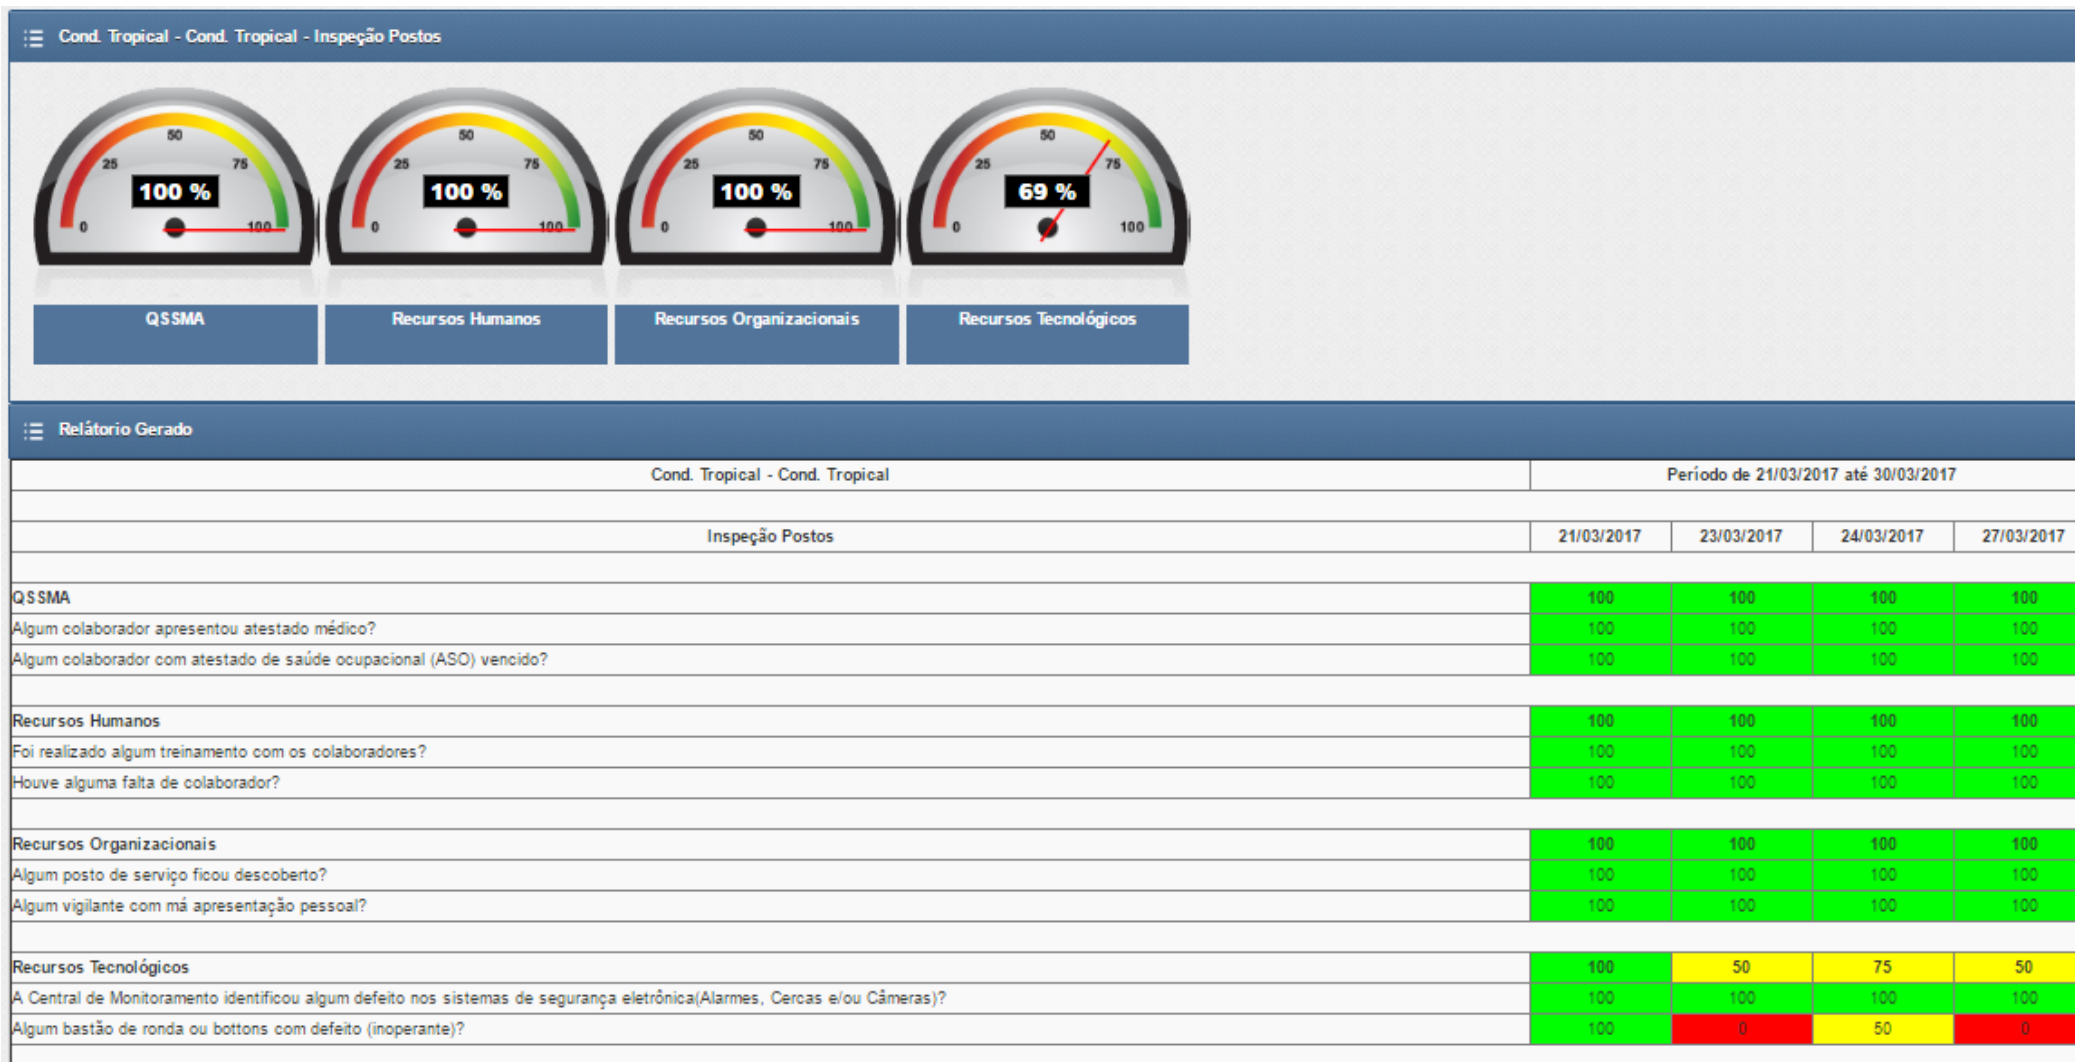 Cond. Tropical - Cond. Tropical - Inspeção Postos
50 50 50 50
25 75 25 75 25 75 25 75
100 % 100 % 100 % 69 %
0 100 0 100 0 100 0 100
QSSMA Recursos Humanos Recursos Organizacionais Recursos Tecnológicos
Relátorio Gerado
Cond. Tropical - Cond. Tropical Período de 21/03/2017 até 30/03/2017
Inspeção Postos 21/03/2017 23/03/2017 24/03/2017 27/03/2017
QSSMA 100 100 100 100
Algum colaborador apresentou atestado médico? 100 100 100 100
Algum colaborador com atestado de saúde ocupacional (ASO) vencido? 100 100 100 100
Recursos Humanos 100 100 100 100
Foi realizado algum treinamento com os colaboradores? 100 100 100 100
Houve alguma falta de colaborador? 100 100 100 100
Recursos Organizacionais 100 100 100 100
Algum posto de serviço ficou descoberto? 100 100 100 100
Algum vigilante com má apresentação pessoal? 100 100 100 100
Recursos Tecnológicos 100 50 75 50
A Central de Monitoramento identificou algum defeito nos sistemas de segurança eletrônica(Alarmes, Cercas e/ou Câmeras)? 100 100 100 100
Algum bastão de ronda ou bottons com defeito (inoperante)? 100 0 50 0